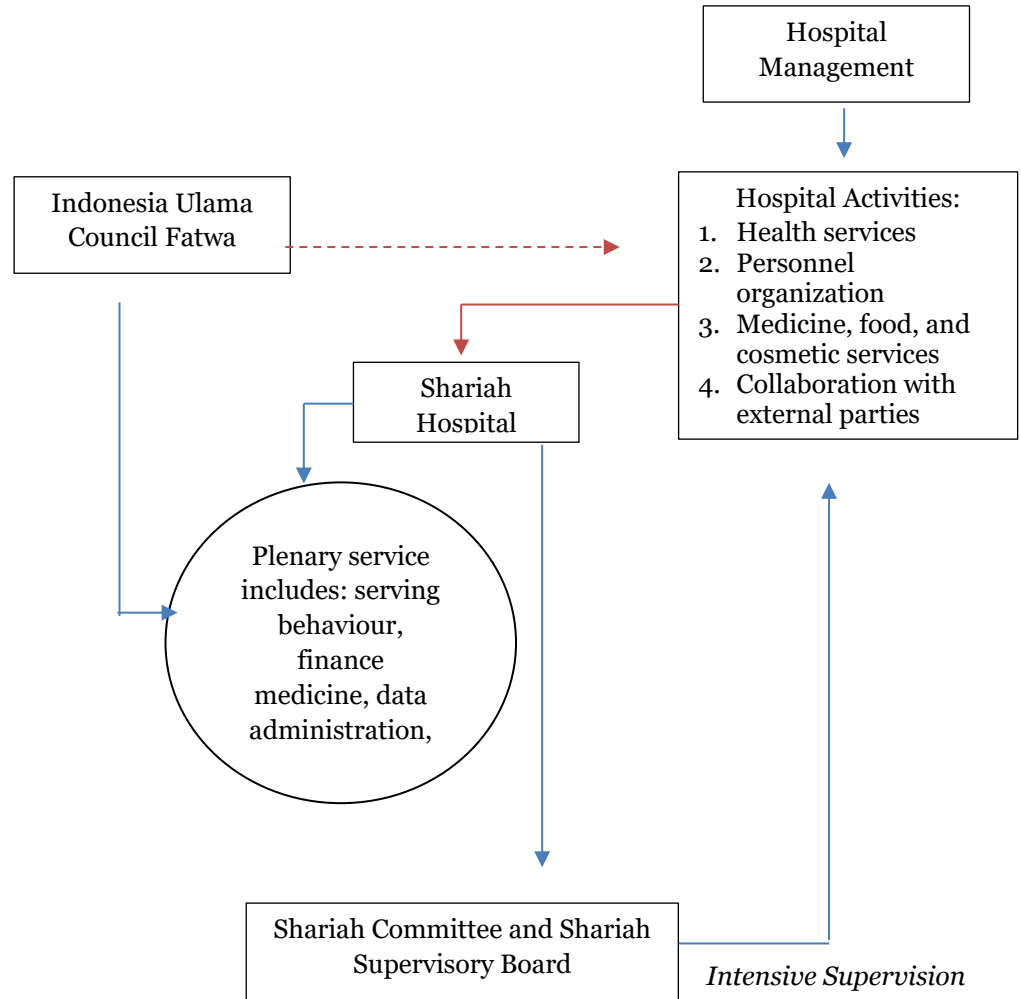 Hospital
Management
Indonesia Ulama
Council Fatwa
Hospital Activities:
1. Health services
2. Personnel
organization
3. Medicine, food, and
cosmetic services
4. Collaboration with
external parties
Shariah
Hospital
Plenary service
includes: serving
behaviour,
finance
medicine, data
administration,
Shariah Committee and Shariah
Supervisory Board
Intensive Supervision